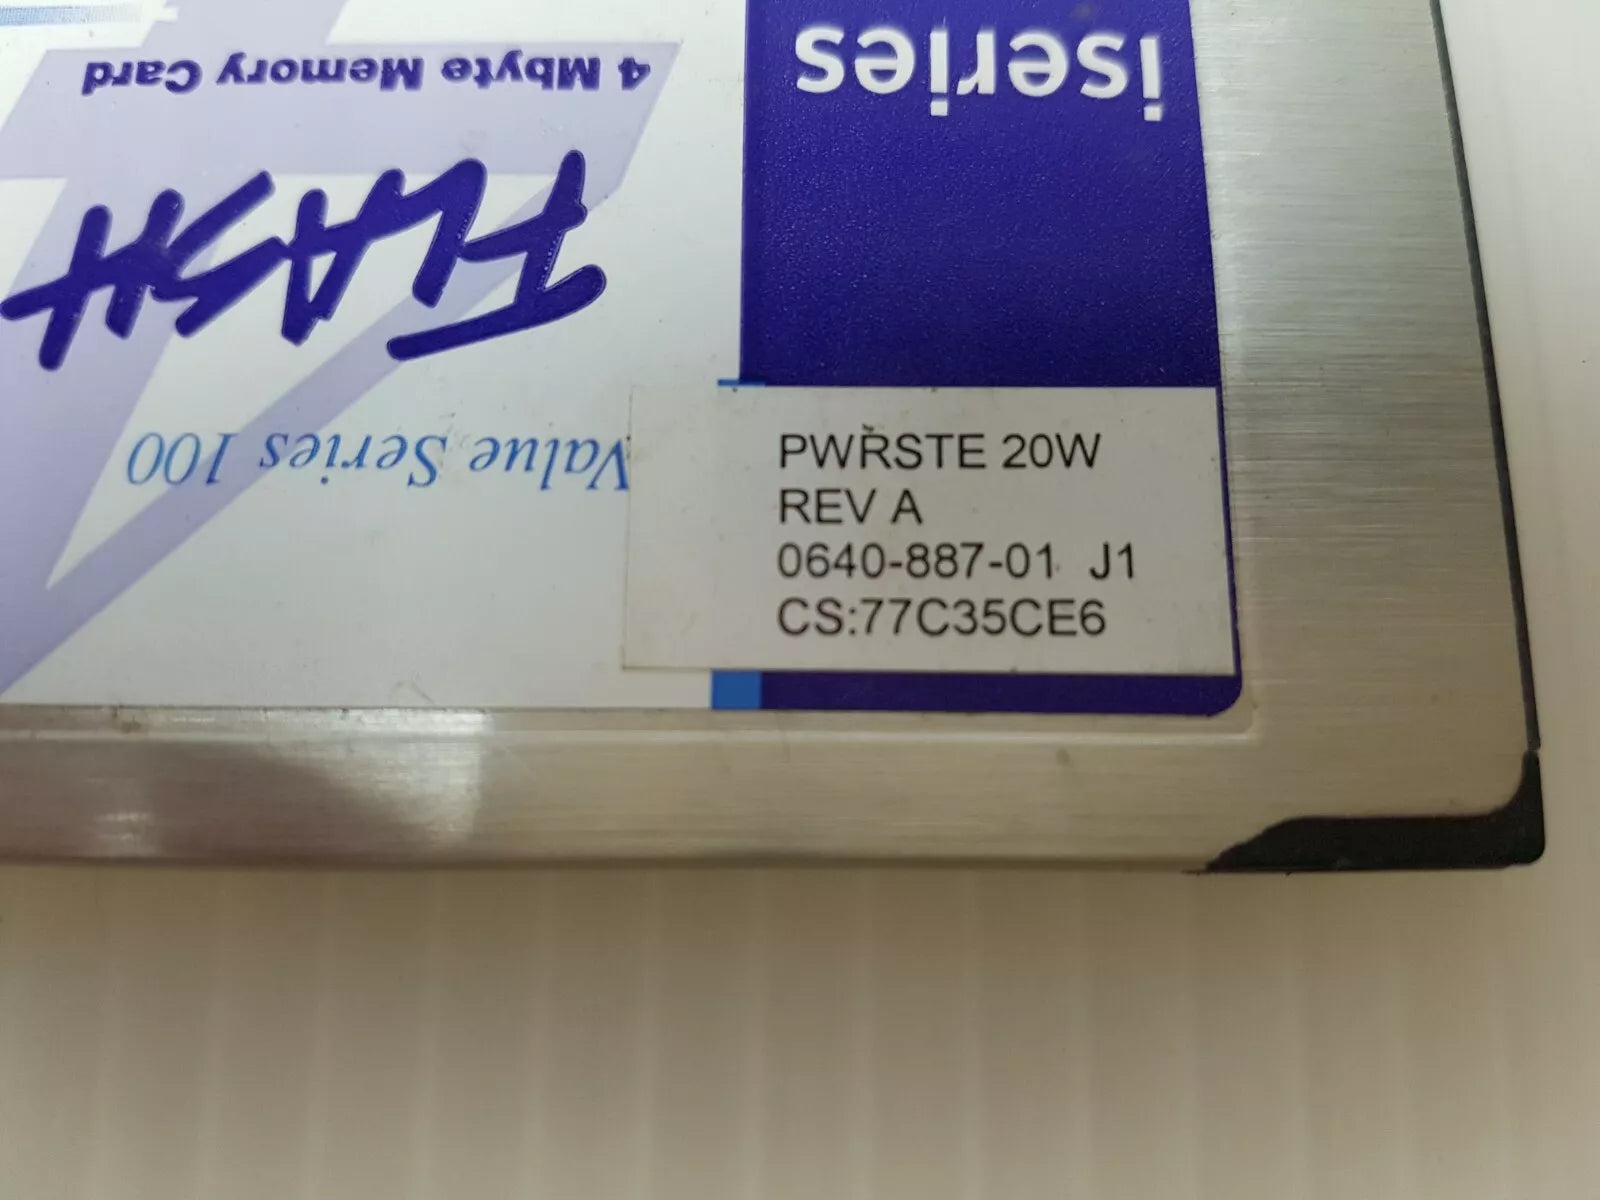 iseries
4 Mbyte Memory Card
FLASH
Value Series 100
PWRSTE 20W
REV A
0640-887-01 J1
CS:77C35CE6